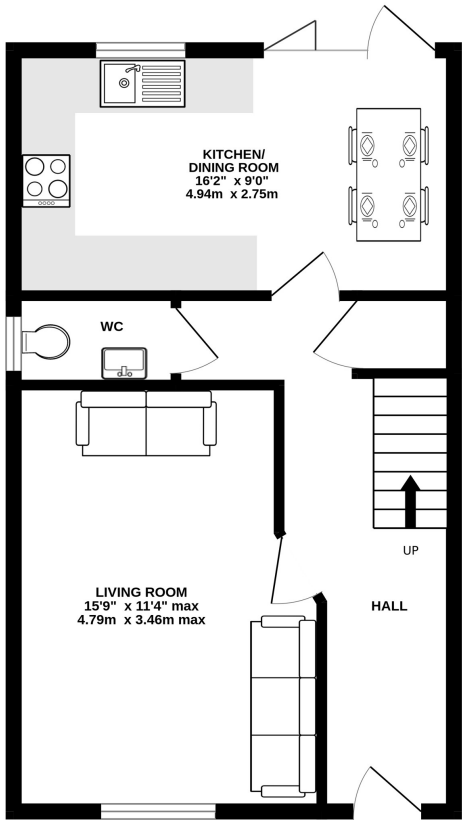 KITCHEN/
DINING ROOM
16'2" x 9'0"
4.94m x 2.75m
WC
UP
LIVING ROOM
15'9" x 11'4" max
4.79m x 3.46m max
HALL